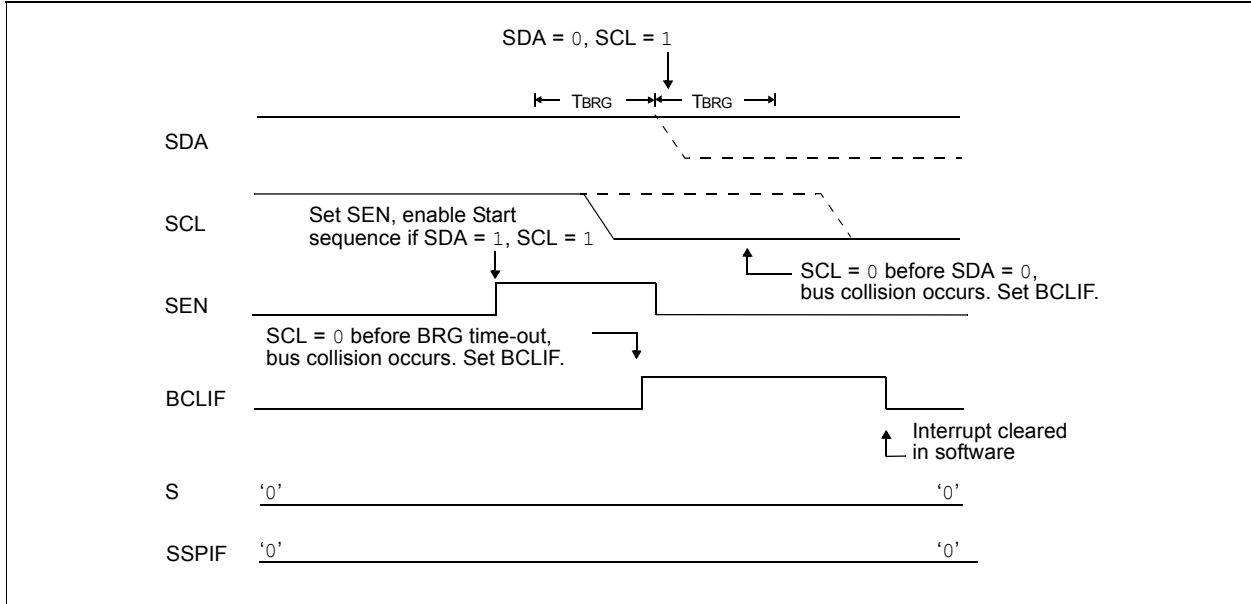 SDA = 0, SCL = 1
TBRG TBRG
SDA
SCL
Set SEN, enable Start
sequence if SDA = 1, SCL = 1
SCL = 0 before SDA = 0,
bus collision occurs. Set BCLIF.
SEN
SCL = 0 before BRG time-out,
bus collision occurs. Set BCLIF.
BCLIF
Interrupt cleared
in software
S ‘0’ ‘0’
SSPIF ‘0’ ‘0’